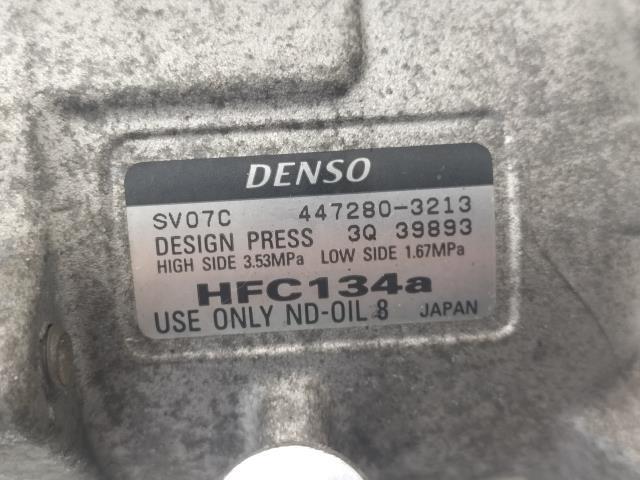 DENSO
SV07C 447280-3213
DESIGN PRESS 3Q 39893
HIGH SIDE 3.53MPa LOW SIDE 1.67MPa
HFC134a
USE ONLY ND-OIL 8 JAPAN